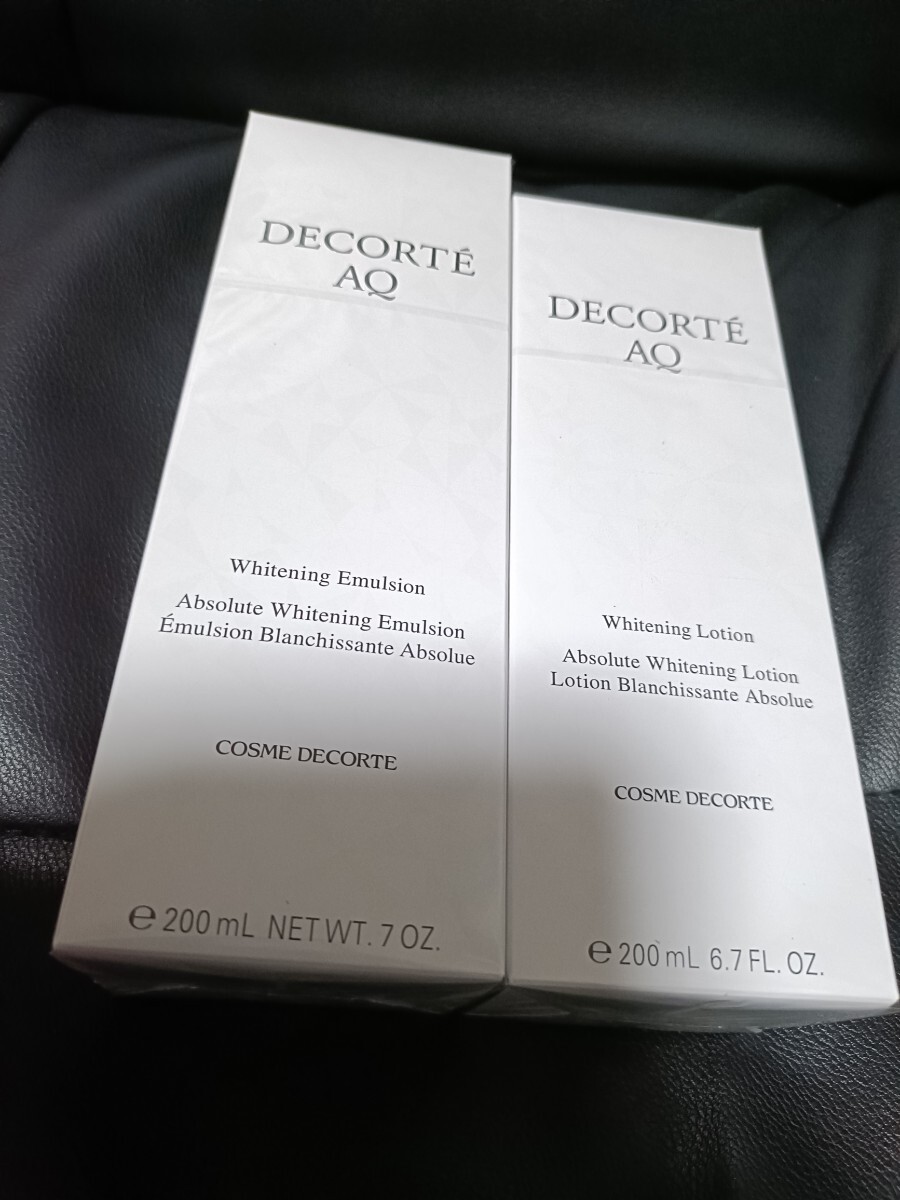 DECORTÉ
AQ
Whitening Emulsion
Absolute Whitening Emulsion
Émulsion Blanchissante Absolue
COSME DECORTE
℮ 200 mL NET WT. 7 OZ.
DECORTÉ
AQ
Whitening Lotion
Absolute Whitening Lotion
Lotion Blanchissante Absolue
COSME DECORTE
℮ 200 mL 6.7 FL. OZ.